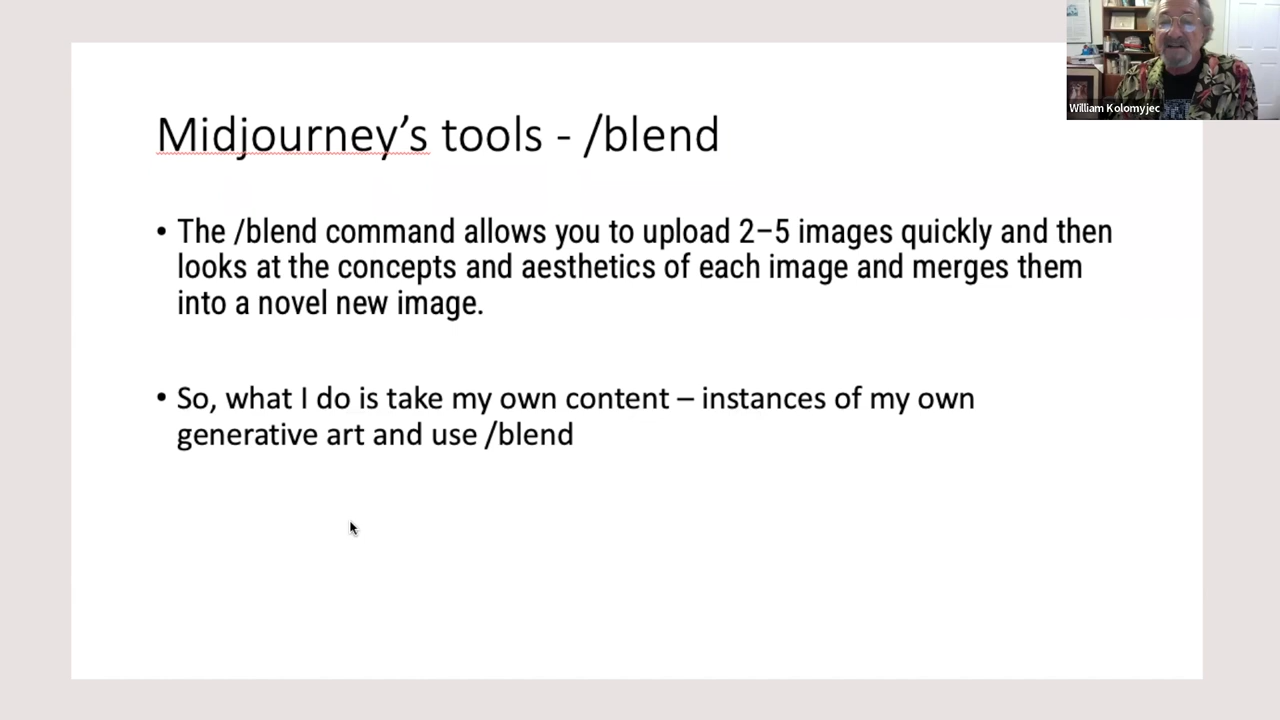 William Kolomyjec
Midjourney’s tools - /blend
• The /blend command allows you to upload 2–5 images quickly and then
looks at the concepts and aesthetics of each image and merges them
into a novel new image.
• So, what I do is take my own content – instances of my own
generative art and use /blend